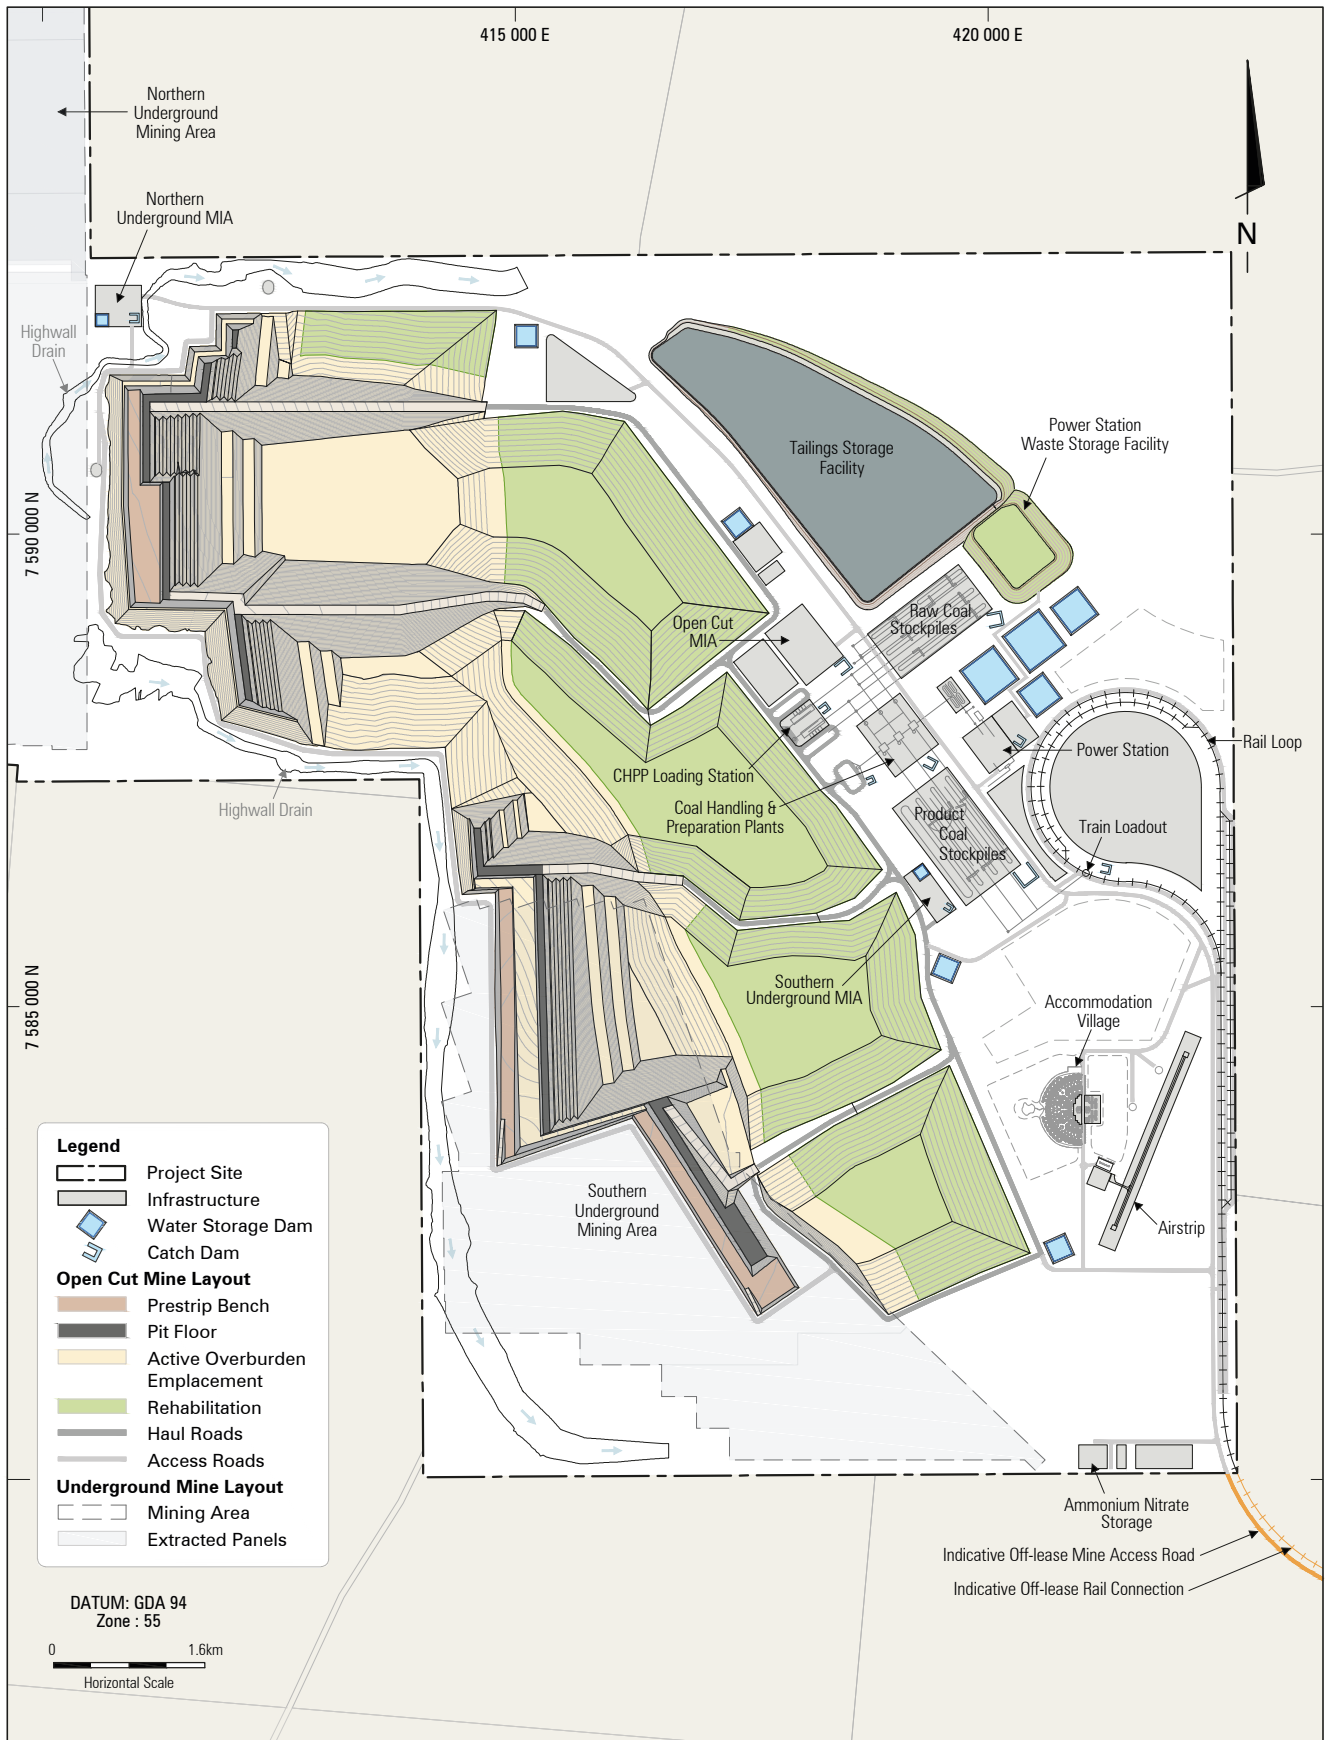 415 000 E
420 000 E
Northern
Underground
Mining Area
Northern
Underground MIA
N
Highwall
Drain
Power Station
Waste Storage Facility
Tailings Storage
Facility
7 590 000 N
Raw Coal
Stockpiles
Open Cut
MIA
Rail Loop
Power Station
CHPP Loading Station
Coal Handling &
Preparation Plants
Highwall Drain
Product
Coal
Stockpiles
Train Loadout
Southern
Underground MIA
7 585 000 N
Accommodation
Village
Southern
Underground
Mining Area
Airstrip
Legend
Project Site
Infrastructure
Water Storage Dam
Catch Dam
Open Cut Mine Layout
Prestrip Bench
Pit Floor
Active Overburden
Emplacement
Rehabilitation
Haul Roads
Access Roads
Underground Mine Layout
Mining Area
Extracted Panels
Ammonium Nitrate
Storage
Indicative Off-lease Mine Access Road
Indicative Off-lease Rail Connection
DATUM: GDA 94
Zone : 55
0 1.6km
Horizontal Scale